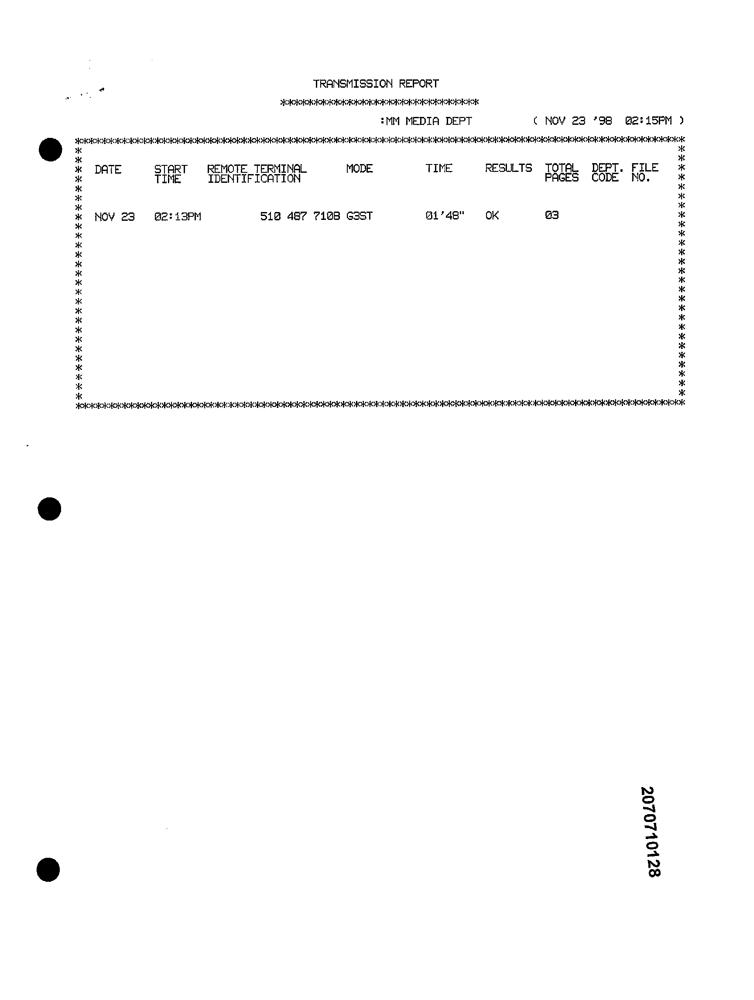 TRANSMISSION REPORT
**********************************
:MM MEDIA DEPT ( NOV 23 '98 02:15PM )
DATE START TIME REMOTE TERMINAL IDENTIFICATION MODE TIME RESULTS TOTAL PAGES DEPT. CODE FILE NO.
NOV 23 02:13PM 510 487 7108 G3ST 01'48" OK 03
2070710128